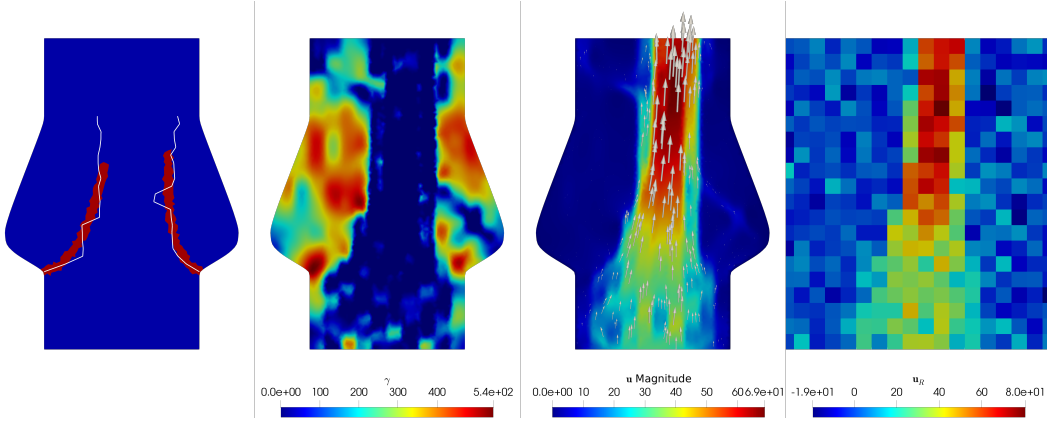 γ
0.0e+00 100 200 300 400 5.4e+02
u Magnitude
0.0e+00 10 20 30 40 50 60 6.9e+01
u_R
-1.9e+01 0 20 40 60 8.0e+01